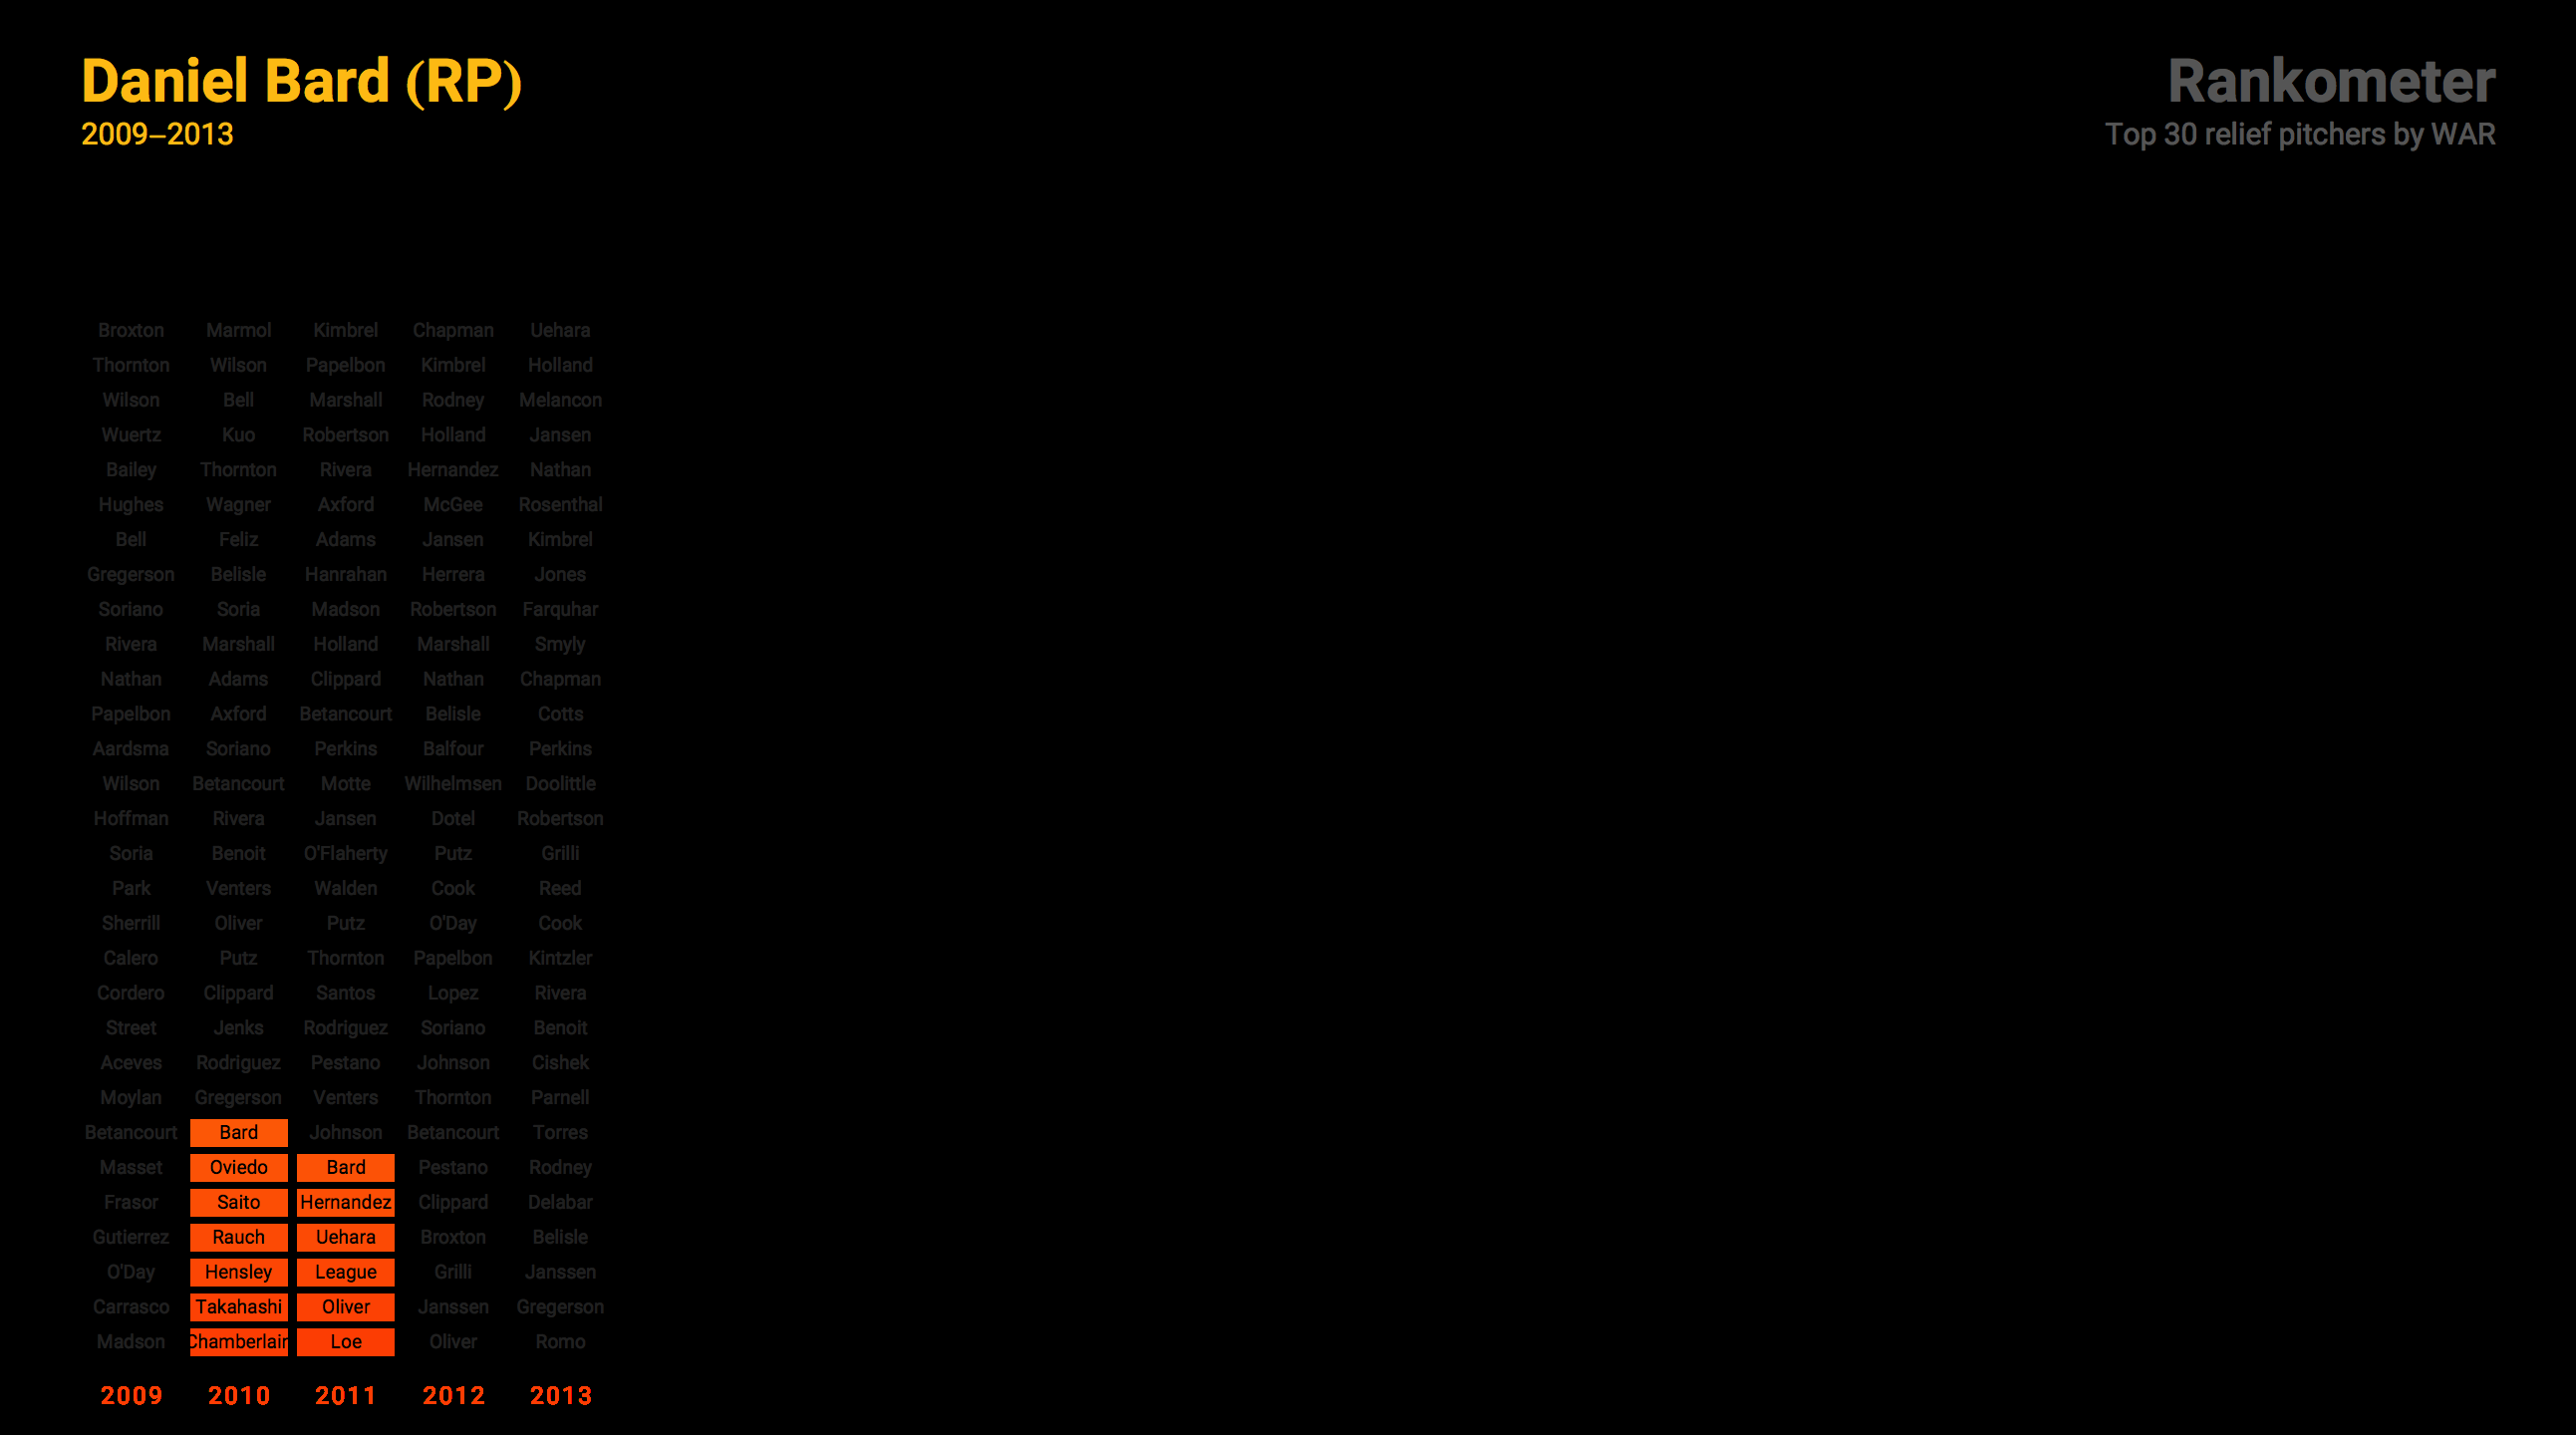 Daniel Bard (RP)
2009–2013
Rankometer
Top 30 relief pitchers by WAR
Broxton Marmol Kimbrel Chapman Uehara
Thornton Wilson Papelbon Kimbrel Holland
Wilson Bell Marshall Rodney Melancon
Wuertz Kuo Robertson Holland Jansen
Bailey Thornton Rivera Hernandez Nathan
Hughes Wagner Axford McGee Rosenthal
Bell Feliz Adams Jansen Kimbrel
Gregerson Belisle Hanrahan Herrera Jones
Soriano Soria Madson Robertson Farquhar
Rivera Marshall Holland Marshall Smyly
Nathan Adams Clippard Nathan Chapman
Papelbon Axford Betancourt Belisle Cotts
Aardsma Soriano Perkins Balfour Perkins
Wilson Betancourt Motte Wilhelmsen Doolittle
Hoffman Rivera Jansen Dotel Robertson
Soria Benoit O'Flaherty Putz Grilli
Park Venters Walden Cook Reed
Sherrill Oliver Putz O'Day Cook
Calero Putz Thornton Papelbon Kintzler
Cordero Clippard Santos Lopez Rivera
Street Jenks Rodriguez Soriano Benoit
Aceves Rodriguez Pestano Johnson Cishek
Moylan Gregerson Venters Thornton Parnell
Betancourt Bard Johnson Betancourt Torres
Masset Oviedo Bard Pestano Rodney
Frasor Saito Hernandez Clippard Delabar
Gutierrez Rauch Uehara Broxton Belisle
O'Day Hensley League Grilli Janssen
Carrasco Takahashi Oliver Janssen Gregerson
Madson Chamberlain Loe Oliver Romo
2009 2010 2011 2012 2013